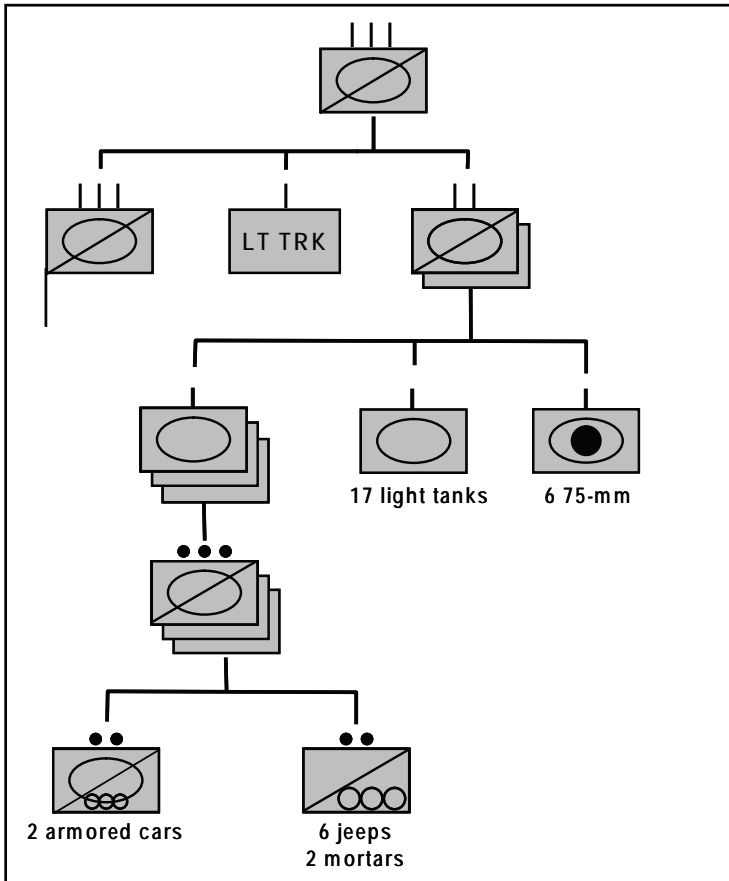 LT TRK
17 light tanks
6 75-mm
2 armored cars
6 jeeps
2 mortars